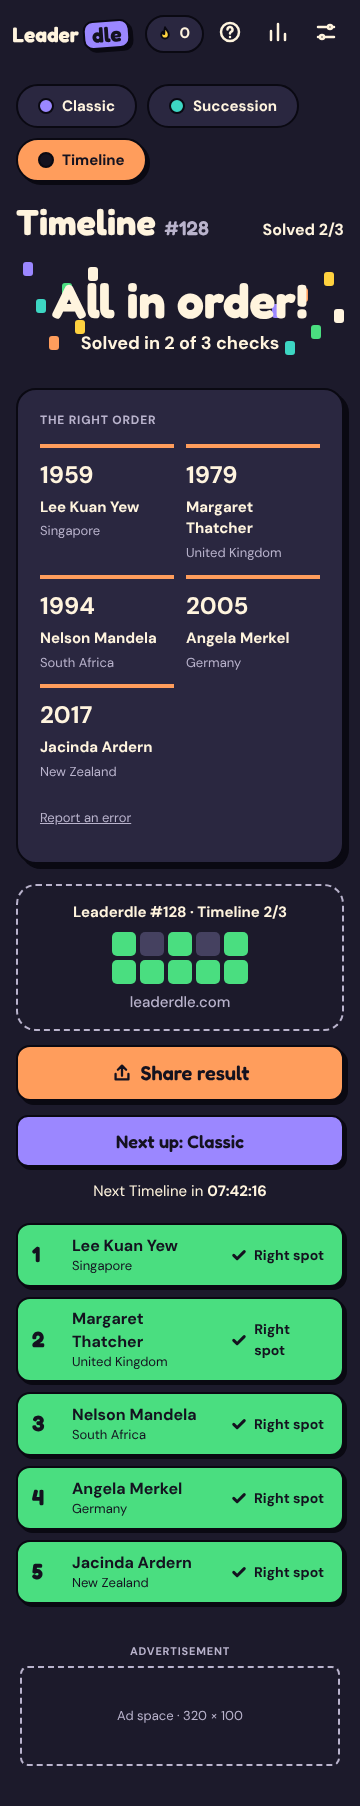 Leader dle 0
Classic
Succession
Timeline
Timeline #128 Solved 2/3
All in order!
Solved in 2 of 3 checks
THE RIGHT ORDER
1959
Lee Kuan Yew
Singapore
1979
Margaret
Thatcher
United Kingdom
1994
Nelson Mandela
South Africa
2005
Angela Merkel
Germany
2017
Jacinda Ardern
New Zealand
Report an error
Leaderdle #128 · Timeline 2/3
leaderdle.com
Share result
Next up: Classic
Next Timeline in 07:42:16
1 Lee Kuan Yew
Singapore
Right spot
2 Margaret
Thatcher
United Kingdom
Right
spot
3 Nelson Mandela
South Africa
Right spot
4 Angela Merkel
Germany
Right spot
5 Jacinda Ardern
New Zealand
Right spot
ADVERTISEMENT
Ad space · 320 × 100